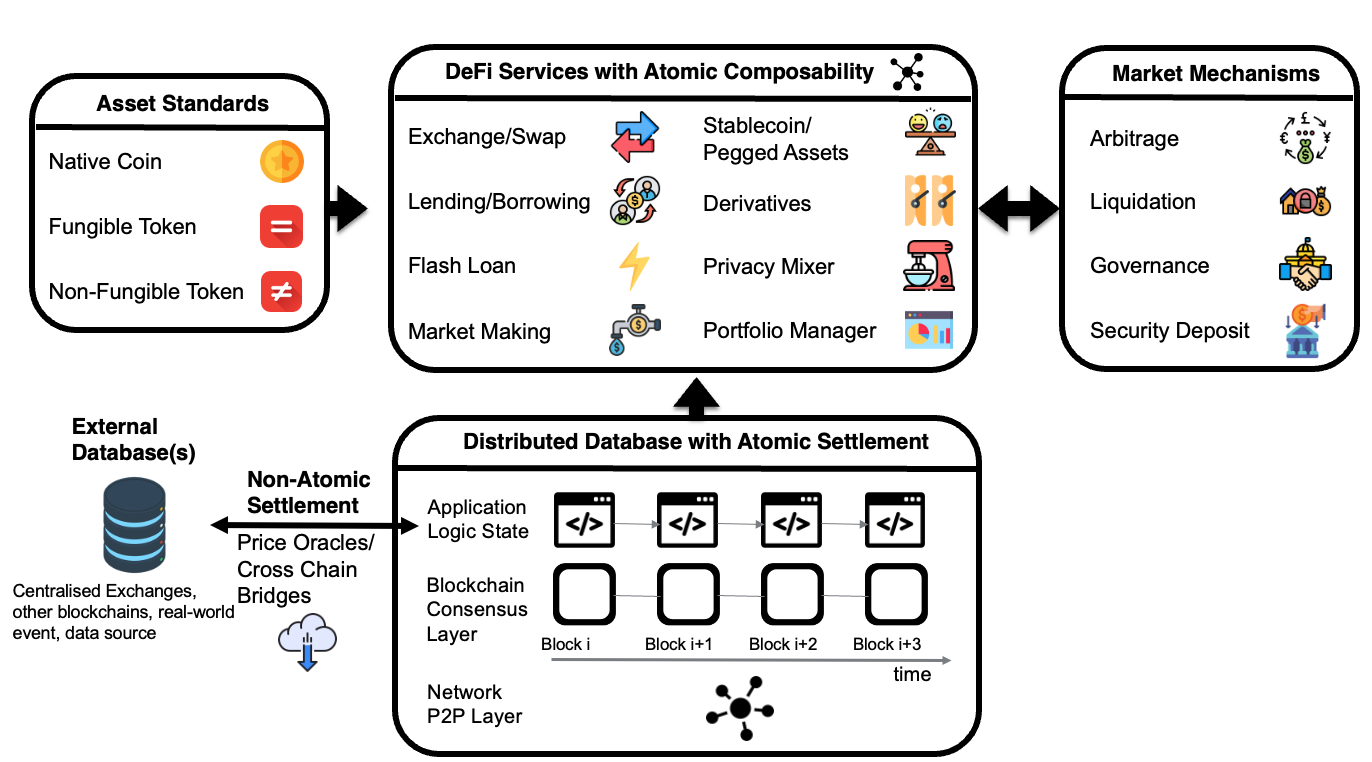 Asset Standards
Native Coin
Fungible Token
Non-Fungible Token
DeFi Services with Atomic Composability
Exchange/Swap
Lending/Borrowing
Flash Loan
Market Making
Stablecoin/
Pegged Assets
Derivatives
Privacy Mixer
Portfolio Manager
Market Mechanisms
Arbitrage
Liquidation
Governance
Security Deposit
External
Database(s)
Centralised Exchanges,
other blockchains, real-world
event, data source
Non-Atomic
Settlement
Price Oracles/
Cross Chain
Bridges
Distributed Database with Atomic Settlement
Application
Logic State
</> </> </> </>
Blockchain
Consensus
Layer
Block i Block i+1 Block i+2 Block i+3
time
Network
P2P Layer